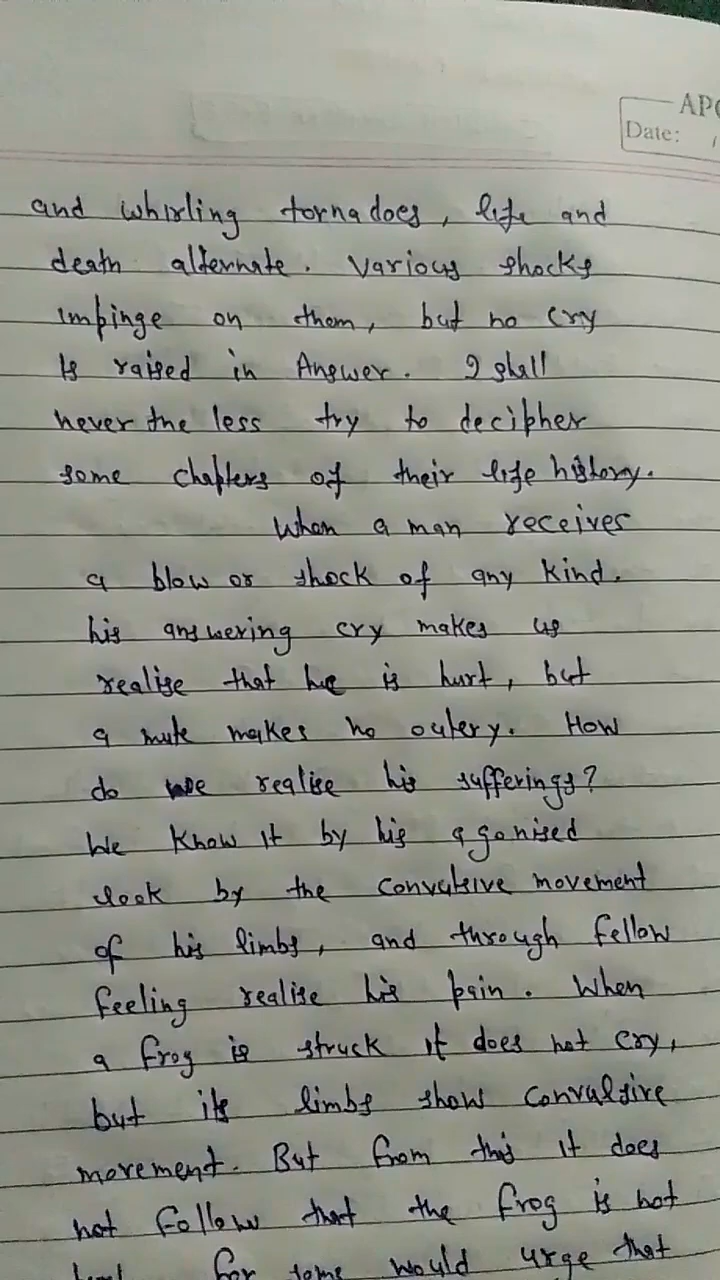 APC
Date:
and whirling tornadoes, life and
death alternate. Various shocks
impinge on them, but no cry
is raised in Answer. I shall
never the less try to decipher
some chapters of their life history.
When a man receives
a blow or shock of any kind.
his answering cry makes us
realise that he is hurt, but
a mute makes no outcry. How
do we realise his sufferings?
We know it by his agonised
look by the convulsive movement
of his limbs, and through fellow
feeling realise his pain. When
a frog is struck it does not cry,
but its limbs show convulsive
movement. But from this it does
not follow that the frog is not
for some would urge that